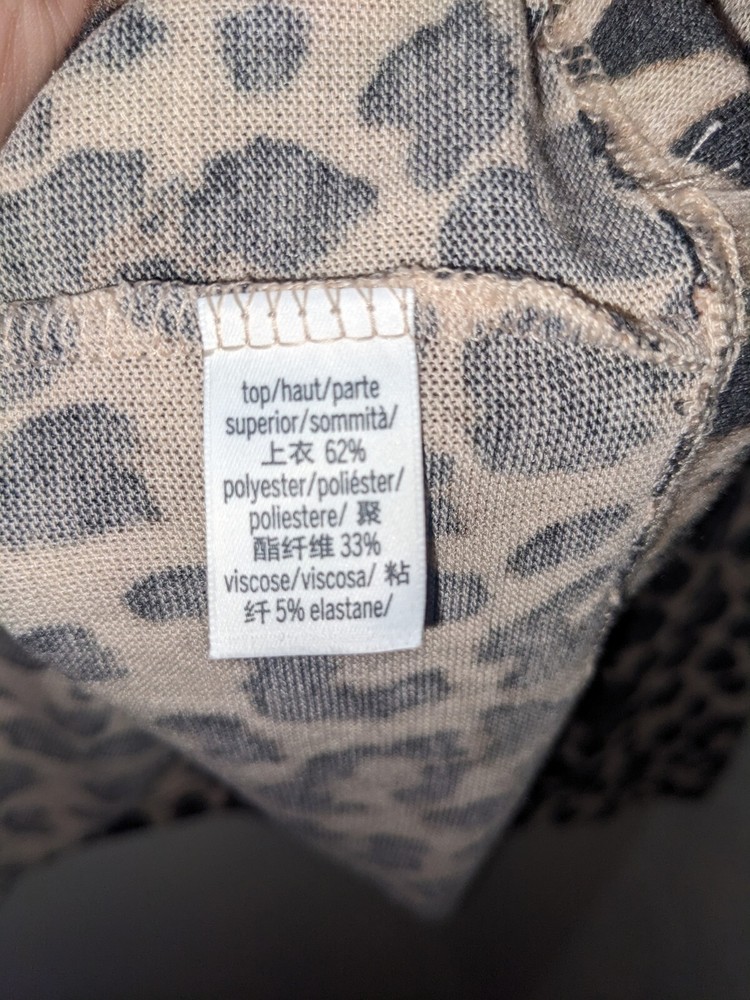 top/haut/parte
superior/sommità/
上衣 62%
polyester/poliéster/
poliestere/ 聚
酯纤维 33%
viscose/viscosa/ 粘
纤 5% elastane/